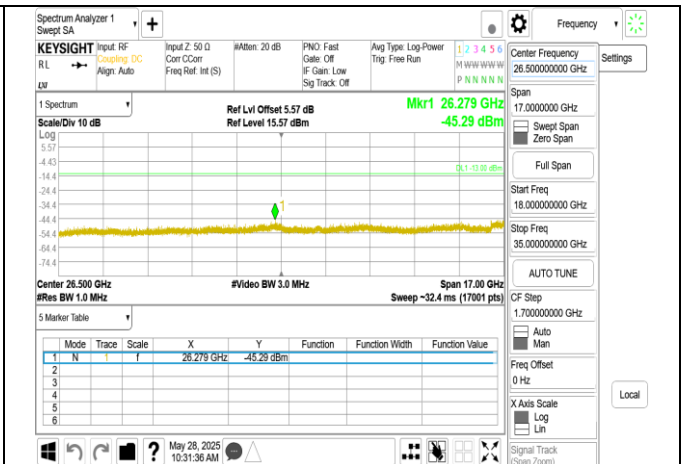 Spectrum Analyzer 1
Swept SA
+
Frequency
KEYSIGHT
RL
Input: RF
Coupling: DC
Align: Auto
Input Z: 50 Ω
Corr CCorr
Freq Ref: Int (S)
#Atten: 20 dB
PNO: Fast
Gate: Off
IF Gain: Low
Sig Track: Off
Avg Type: Log-Power
Trig: Free Run
1 2 3 4 5 6
M W W W W W
P N N N N N
Settings
Center Frequency
26.500000000 GHz
Span
17.0000000 GHz
Swept Span
Zero Span
Full Span
Start Freq
18.000000000 GHz
Stop Freq
35.000000000 GHz
AUTO TUNE
CF Step
1.700000000 GHz
Auto
Man
Freq Offset
0 Hz
X Axis Scale
Log
Lin
Signal Track
(Span Zoom)
Local
1 Spectrum
Scale/Div 10 dB
Ref Lvl Offset 5.57 dB
Ref Level 15.57 dBm
Mkr1 26.279 GHz
-45.29 dBm
Log
5.57
-4.43
-14.4
-24.4
-34.4
-44.4
-54.4
-64.4
-74.4
DL1 -13.00 dBm
1
Center 26.500 GHz
#Res BW 1.0 MHz
#Video BW 3.0 MHz
Span 17.00 GHz
Sweep ~32.4 ms (17001 pts)
5 Marker Table
Mode Trace Scale X Y Function Function Width Function Value
1 N 1 f 26.279 GHz -45.29 dBm
2
3
4
5
6
?
May 28, 2025
10:31:36 AM